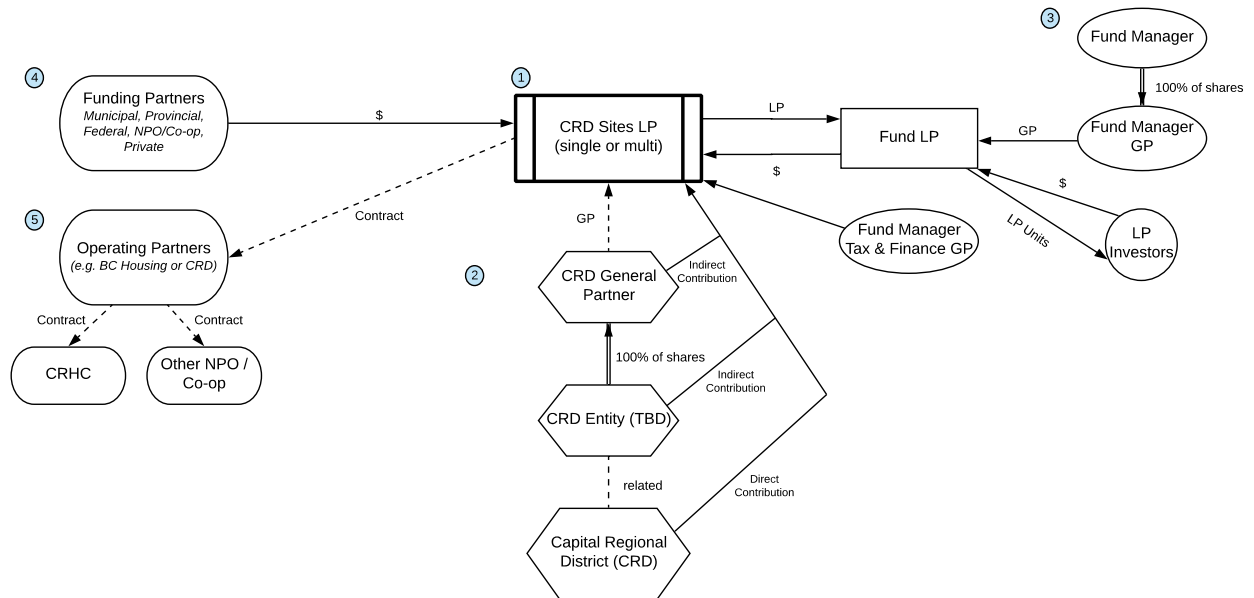 3
Fund Manager
100% of shares
4
Funding Partners
Municipal, Provincial,
Federal, NPO/Co-op,
Private
$
1
CRD Sites LP
(single or multi)
LP
$
Fund LP
GP
Fund Manager
GP
$
LP Units
LP
Investors
Fund Manager
Tax & Finance GP
5
Operating Partners
(e.g. BC Housing or CRD)
Contract
Contract
Contract
CRHC
Other NPO /
Co-op
GP
2
CRD General
Partner
Indirect
Contribution
100% of shares
Indirect
Contribution
CRD Entity (TBD)
related
Direct
Contribution
Capital Regional
District (CRD)